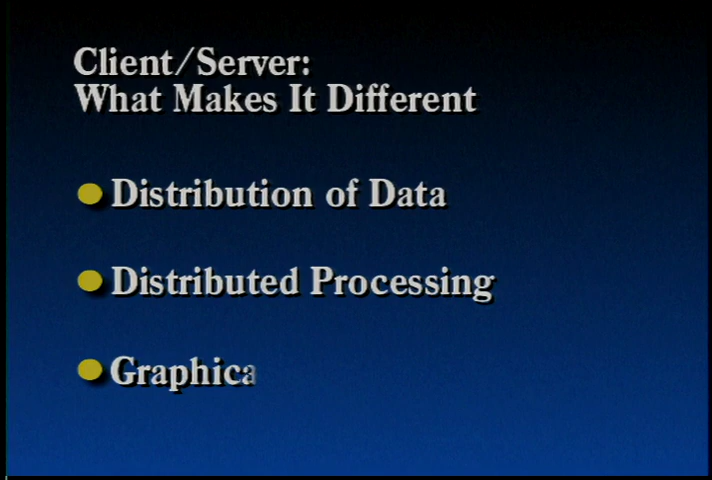 Client/Server:
What Makes It Different
Distribution of Data
Distributed Processing
Graphica